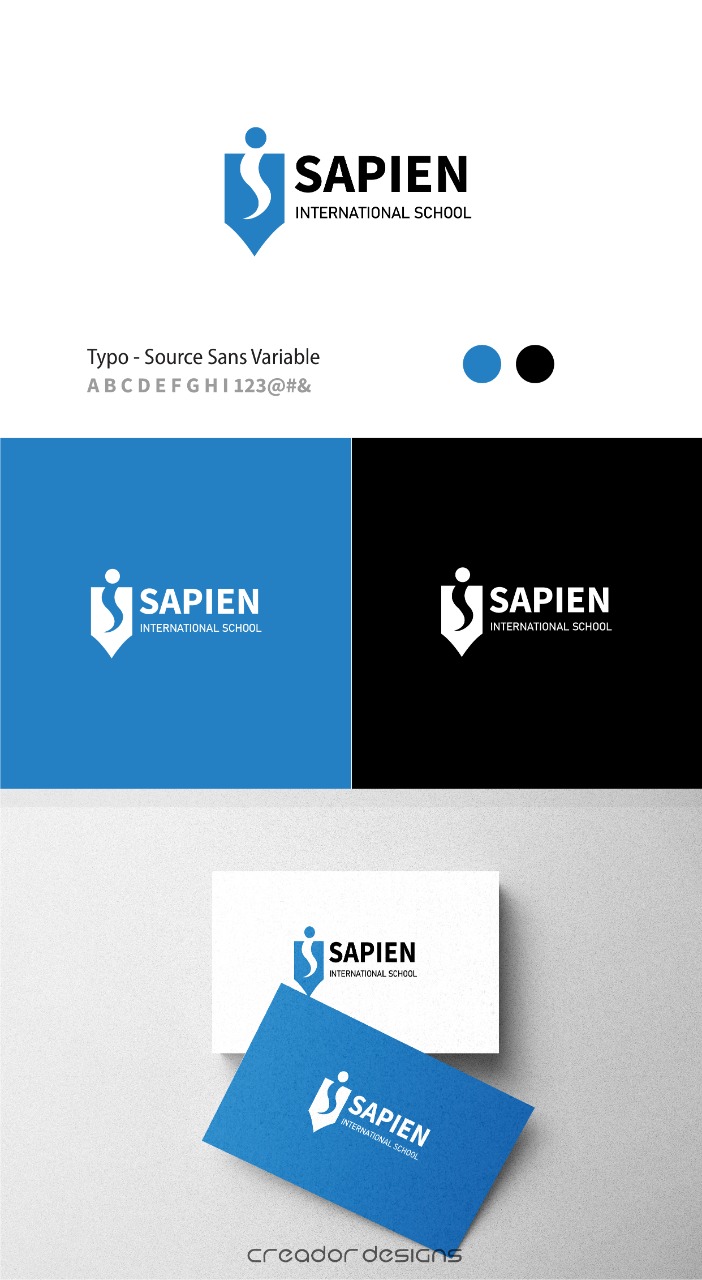 SAPIEN
INTERNATIONAL SCHOOL
Typo - Source Sans Variable
A B C D E F G H I 123@#&
SAPIEN
INTERNATIONAL SCHOOL
SAPIEN
INTERNATIONAL SCHOOL
SAPIEN
INTERNATIONAL SCHOOL
SAPIEN
INTERNATIONAL SCHOOL
creador designs